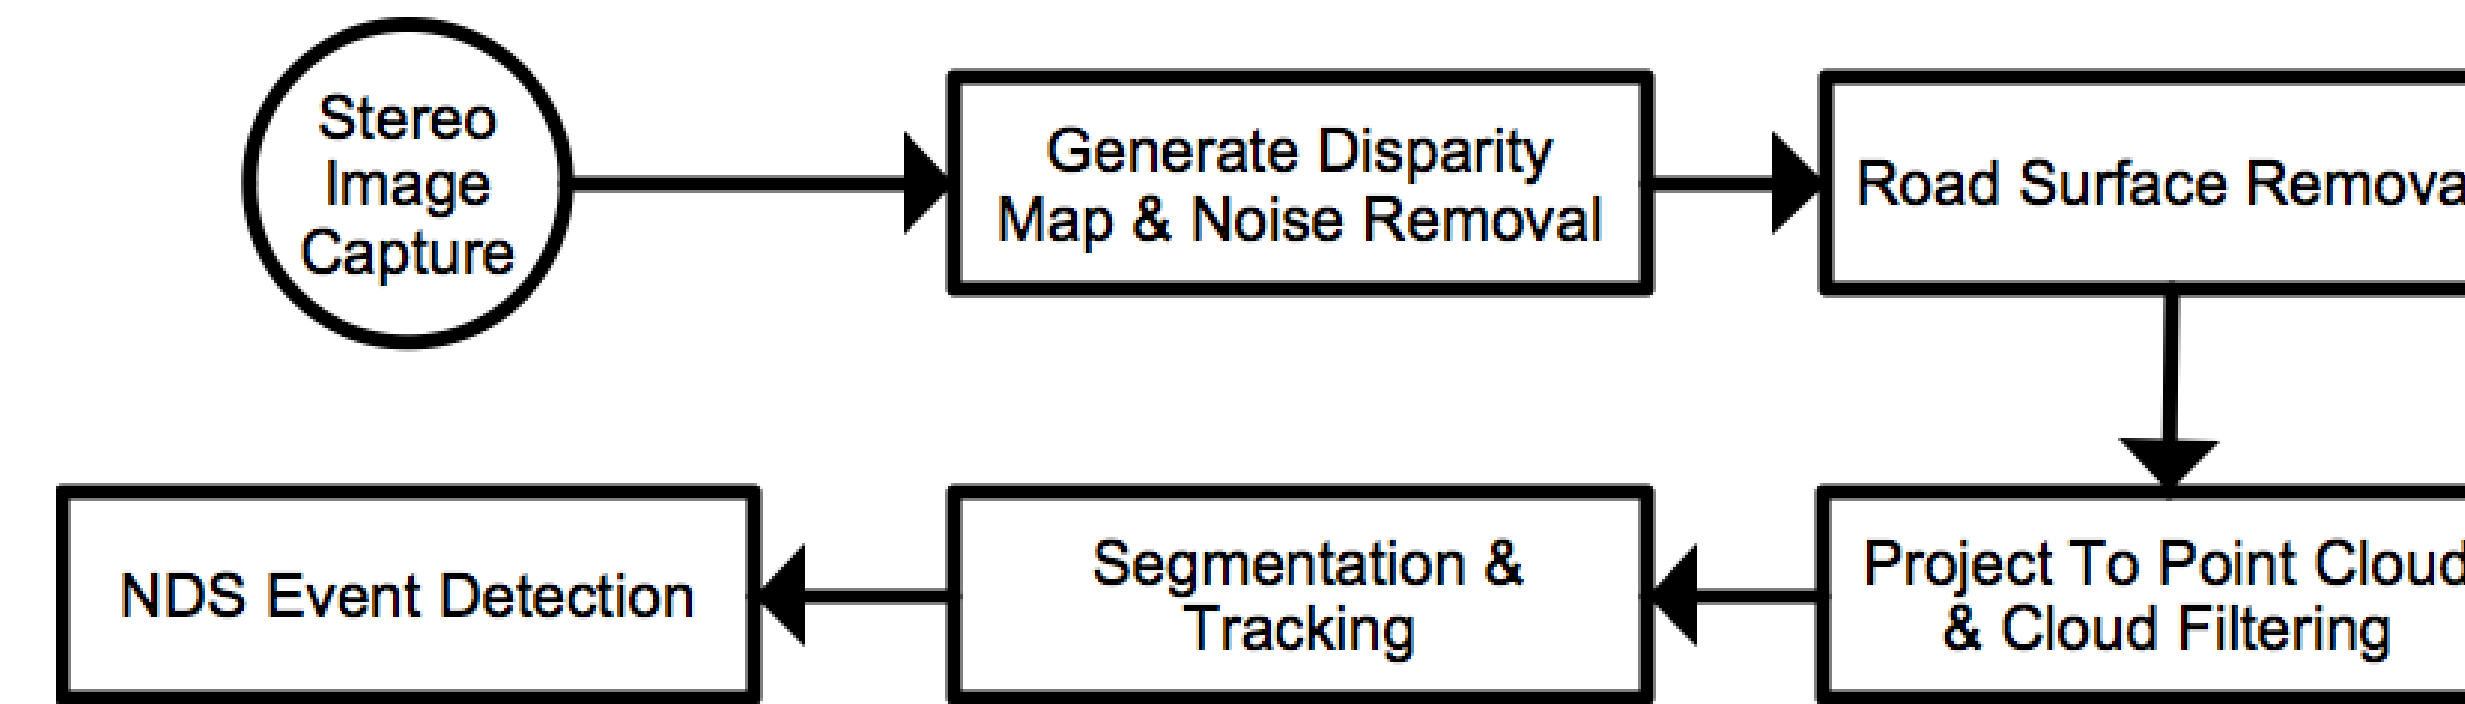 Stereo
Image
Capture
Generate Disparity
Map & Noise Removal
Road Surface Remova
NDS Event Detection
Segmentation &
Tracking
Project To Point Cloud
& Cloud Filtering